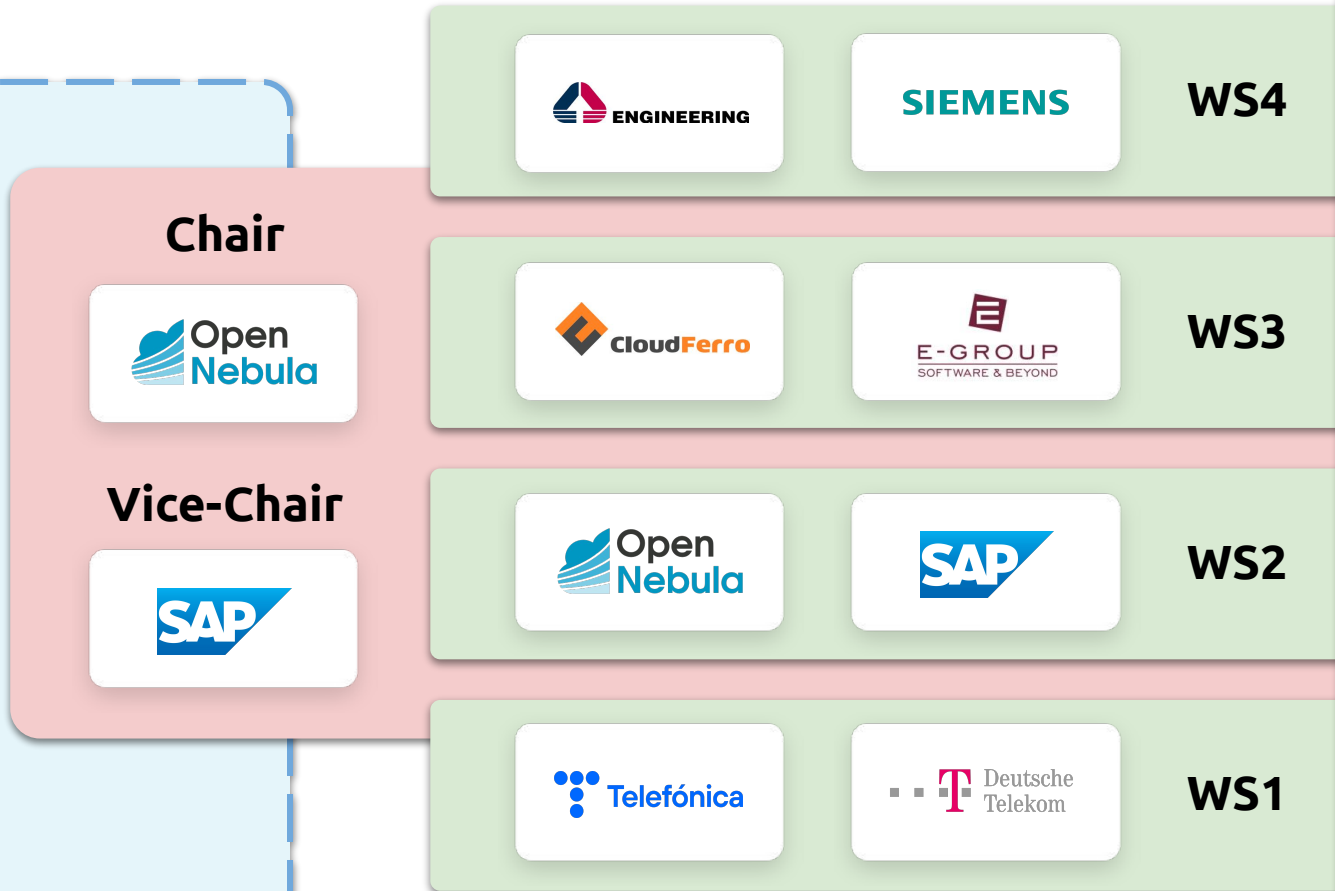 ENGINEERING
SIEMENS
WS4
Chair
Open
Nebula
CloudFerro
E-GROUP
SOFTWARE & BEYOND
WS3
Vice-Chair
SAP
Open
Nebula
SAP
WS2
Telefónica
T Deutsche
Telekom
WS1